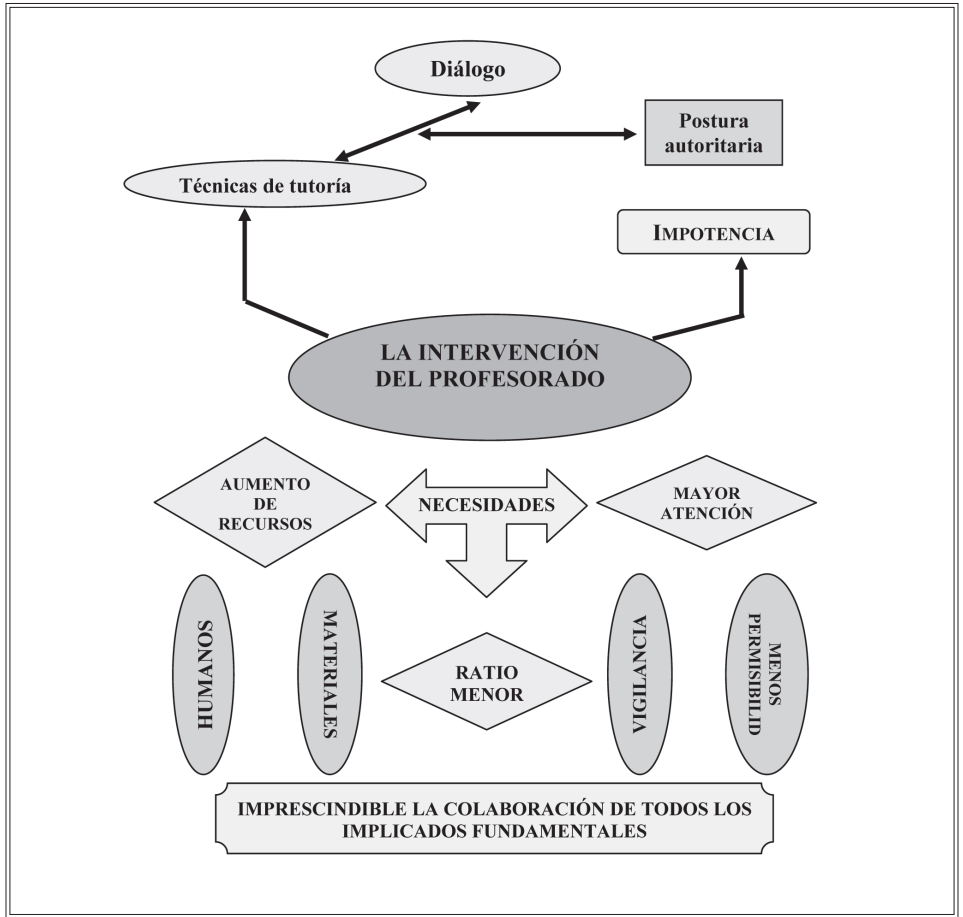 Diálogo
Postura
autoritaria
Técnicas de tutoría
IMPOTENCIA
LA INTERVENCIÓN
DEL PROFESORADO
AUMENTO
DE
RECURSOS
NECESIDADES
MAYOR
ATENCIÓN
HUMANOS
MATERIALES
RATIO
MENOR
VIGILANCIA
MENOS
PERMISIBILID
IMPRESCINDIBLE LA COLABORACIÓN DE TODOS LOS
IMPLICADOS FUNDAMENTALES